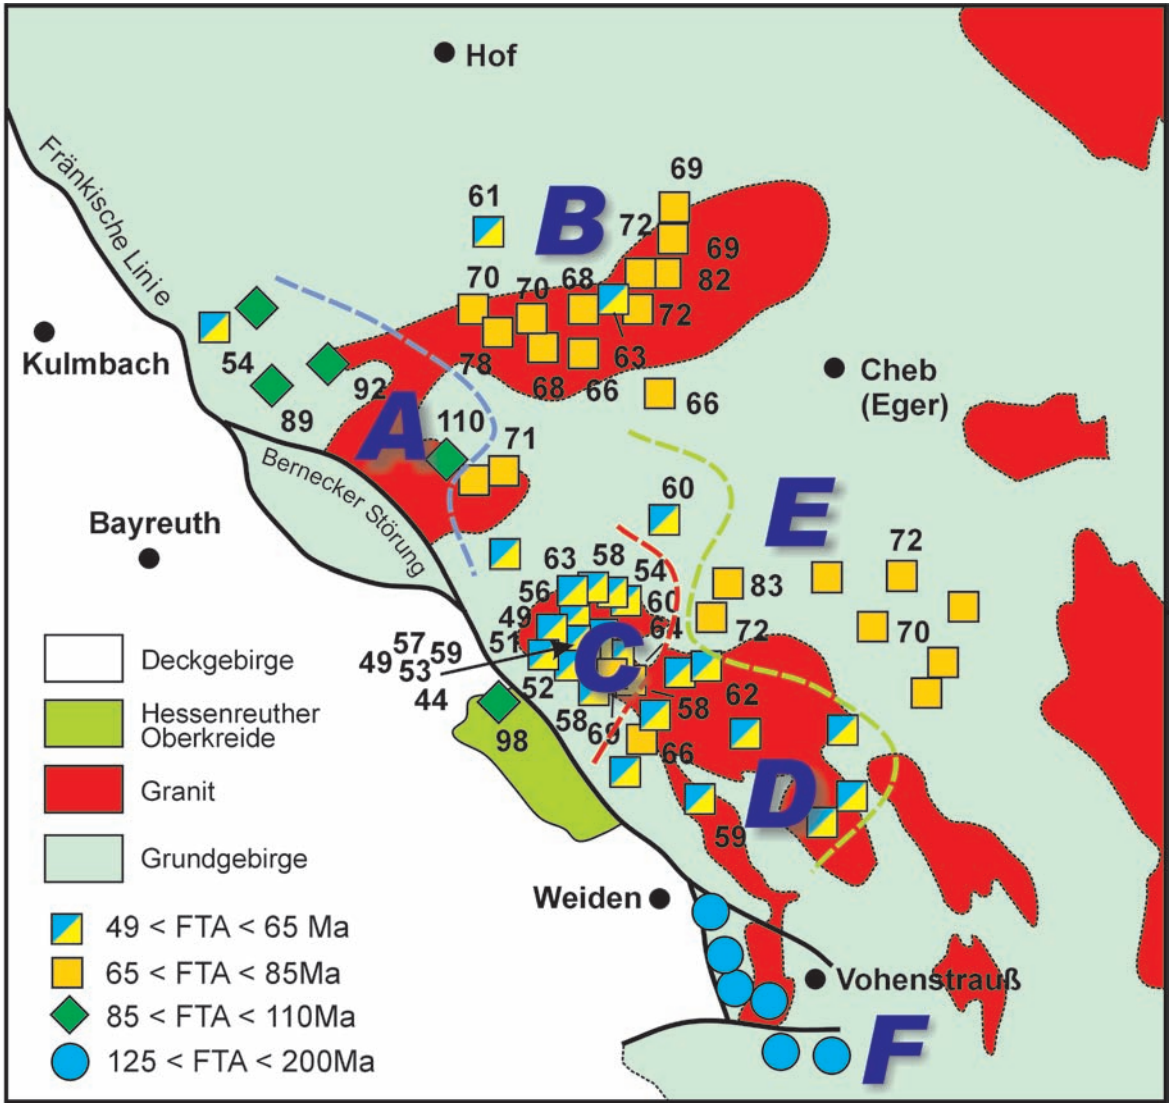 Hof
Fränkische Linie
69
61
B
72
69
70
70
68
82
72
Kulmbach
54
78
63
Cheb
(Eger)
92
68
66
66
89
A
110
71
Bernecker Störung
60
E
Bayreuth
72
63
58
54
83
56
60
49
64
72
70
57
51
C
49
59
53
44
52
58
62
58
69
66
98
D
59
Deckgebirge
Hessenreuther
Oberkreide
Granit
Grundgebirge
Weiden
Vohenstrauß
F
49 < FTA < 65 Ma
65 < FTA < 85Ma
85 < FTA < 110Ma
125 < FTA < 200Ma